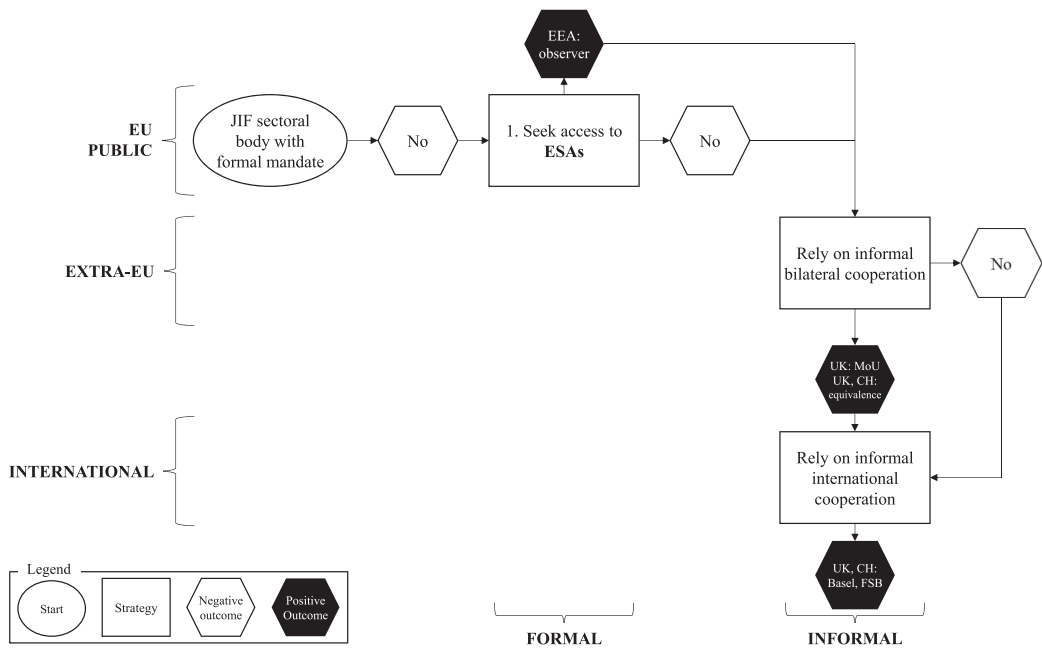 EEA:
observer
EU
PUBLIC
JIF sectoral
body with
formal mandate
No
1. Seek access to
ESAs
No
EXTRA-EU
Rely on informal
bilateral cooperation
No
UK: MoU
UK, CH:
equivalence
INTERNATIONAL
Rely on informal
international
cooperation
UK, CH:
Basel, FSB
Legend
Start
Strategy
Negative
outcome
Positive
Outcome
FORMAL
INFORMAL